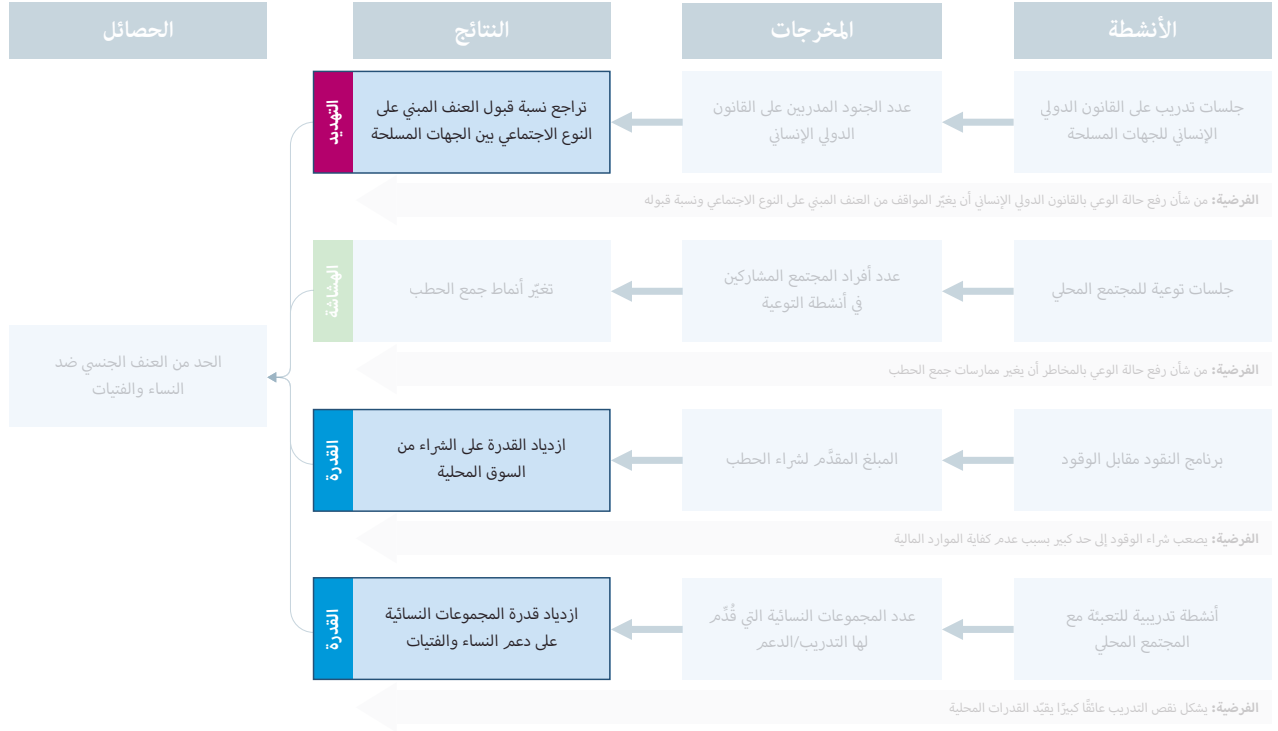 الأنشطة
المخرجات
النتائج
الحصائل
جلسات تدريب على القانون الدولي
الإنساني للجهات المسلحة
عدد الجنود المدربين على القانون
الدولي الإنساني
تراجع نسبة قبول العنف المبني على
النوع الاجتماعي بين الجهات المسلحة
التهديد
الفرضية: من شأن رفع حالة الوعي بالقانون الدولي الإنساني أن يغيّر المواقف من العنف المبني على النوع الاجتماعي ونسبة قبوله
جلسات توعية للمجتمع المحلي
عدد أفراد المجتمع المشاركين
في أنشطة التوعية
تغيّر أنماط جمع الحطب
الهشاشة
الفرضية: من شأن رفع حالة الوعي بالمخاطر أن يغير ممارسات جمع الحطب
الحد من العنف الجنسي ضد
النساء والفتيات
برنامج النقود مقابل الوقود
المبلغ المقدَّم لشراء الحطب
ازدياد القدرة على الشراء من
السوق المحلية
القدرة
الفرضية: يصعب شراء الوقود إلى حد كبير بسبب عدم كفاية الموارد المالية
أنشطة تدريبية للتعبئة مع
المجتمع المحلي
عدد المجموعات النسائية التي قُدِّم
لها التدريب/الدعم
ازدياد قدرة المجموعات النسائية
على دعم النساء والفتيات
القدرة
الفرضية: يشكل نقص التدريب عائقًا كبيرًا يقيّد القدرات المحلية